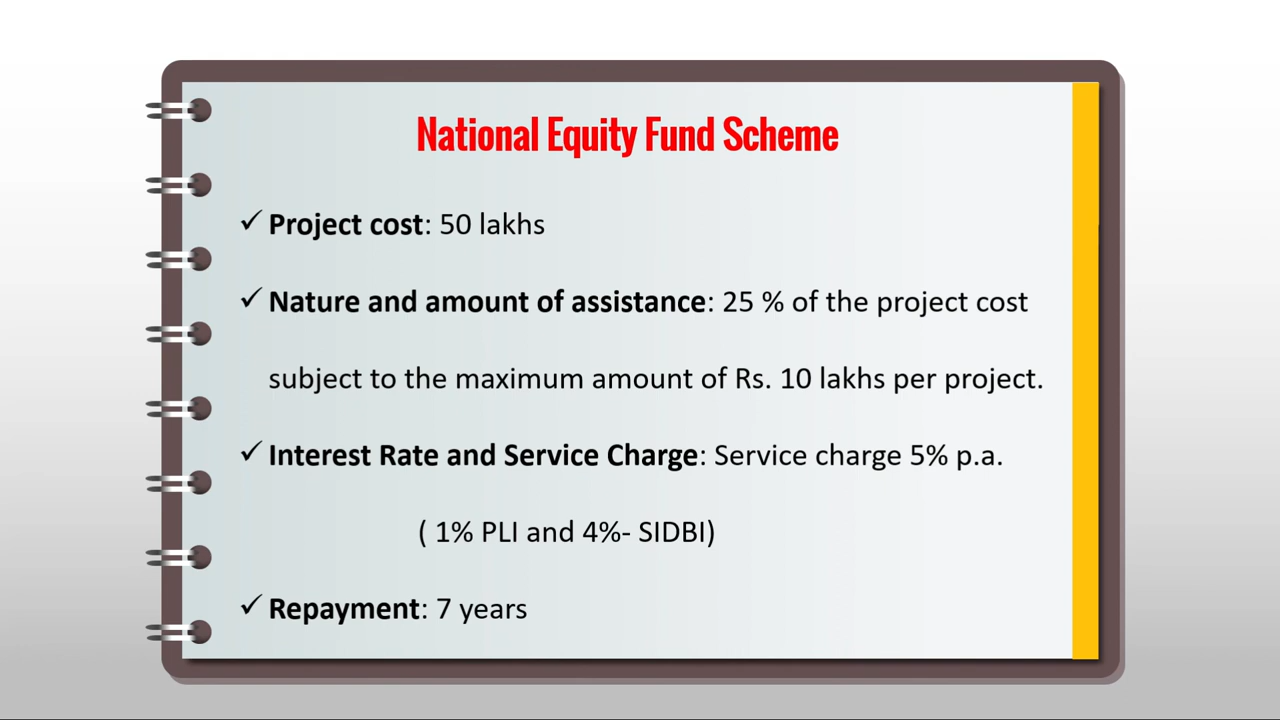 National Equity Fund Scheme
✓ Project cost: 50 lakhs
✓ Nature and amount of assistance: 25 % of the project cost
subject to the maximum amount of Rs. 10 lakhs per project.
✓ Interest Rate and Service Charge: Service charge 5% p.a.
( 1% PLI and 4%- SIDBI)
✓ Repayment: 7 years